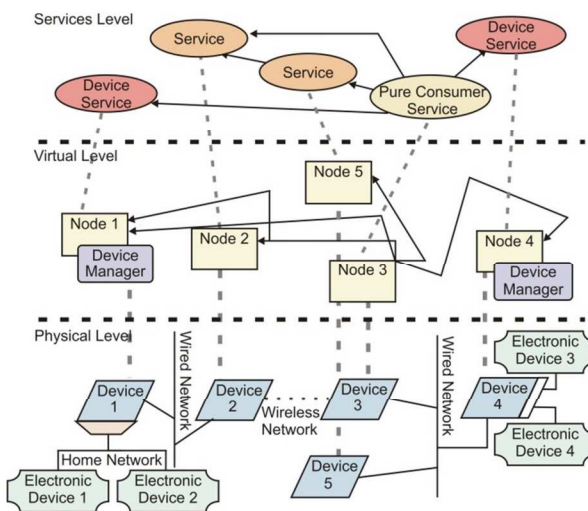 Services Level
Service
Device
Service
Service
Device
Service
Pure Consumer
Service
Virtual Level
Node 5
Node 1
Node 2
Node 4
Device
Manager
Node 3
Device
Manager
Physical Level
Wired Network
Wired Network
Electronic
Device 3
Device
1
Device
2
Device
3
Device
4
Wireless
Network
Electronic
Device 4
Home Network
Device
5
Electronic
Device 1
Electronic
Device 2